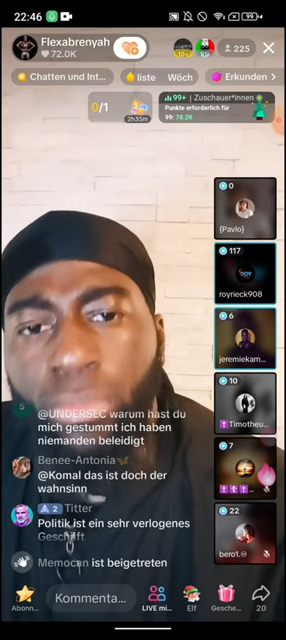 22:46
99
Flexabrenyah
72.0K
225
Chatten und Int...
liste Wöch
Erkunden
0/1
2h35m
99+ | Zuschauer*innen
Punkte erforderlich für
99: 78.2K
0
{Pavlo}
117
royrieck908
6
jeremiekam...
10
Timotheu...
7
22
bero1.
S
@UNDERSEC warum hast du
mich gestummt ich haben
niemanden beleidigt
Benee-Antonia
@Komal das ist doch der
wahnsinn
2 Titter
Politik ist ein sehr verlogenes
Geschäft
Memocan ist beigetreten
Abonn...
Kommenta...
LIVE mi...
Elf
Gesche...
20